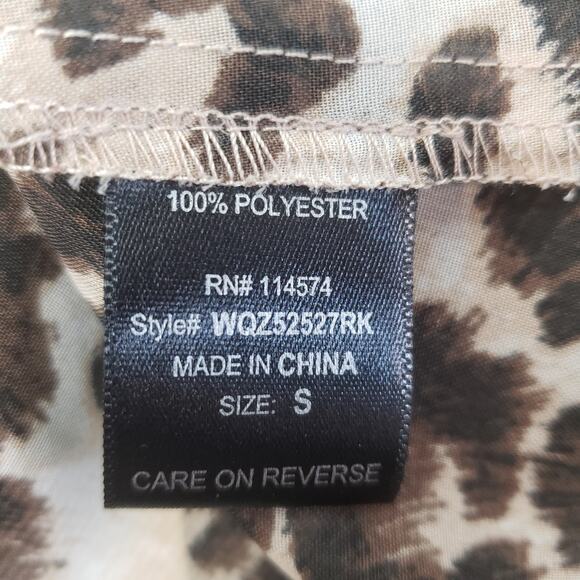 100% POLYESTER
RN# 114574
Style# WQZ52527RK
MADE IN CHINA
SIZE: S
CARE ON REVERSE